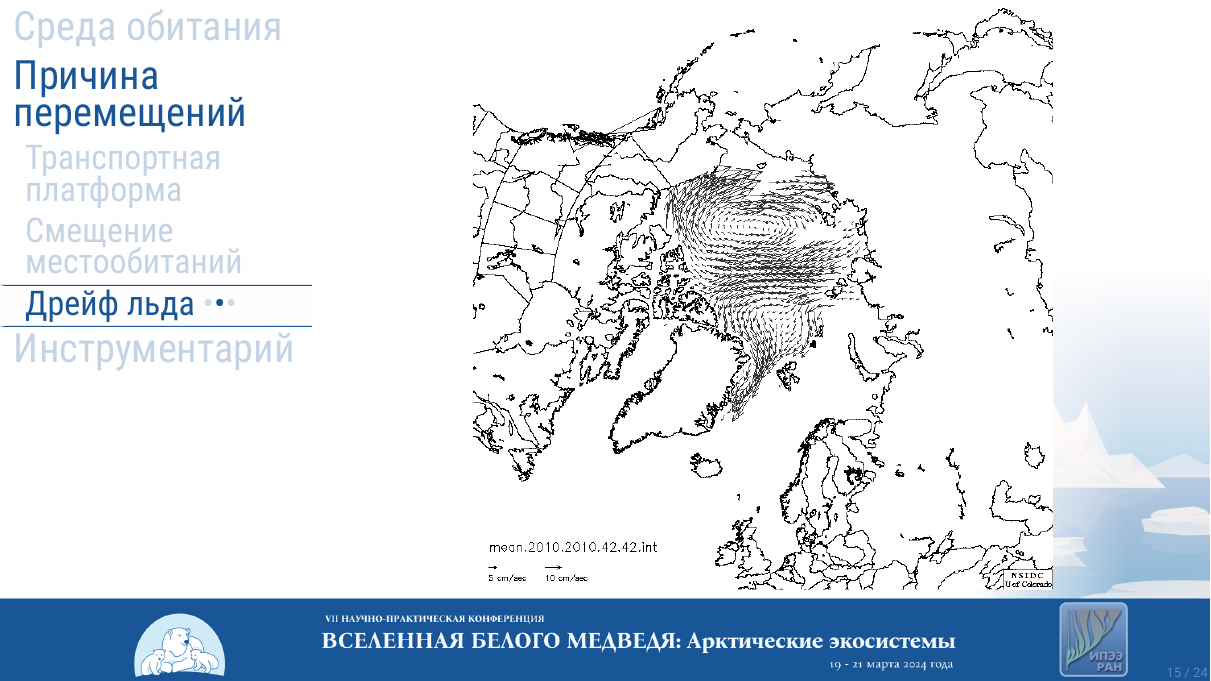 Среда обитания
Причина
перемещений
Транспортная
платформа
Смещение
местообитаний
Дрейф льда
Инструментарий
mean.2010.2010.42.42.int
5 cm/sec
10 cm/sec
NSIDC
U of Colorado
VII НАУЧНО-ПРАКТИЧЕСКАЯ КОНФЕРЕНЦИЯ
ВСЕЛЕННАЯ БЕЛОГО МЕДВЕДЯ: Арктические экосистемы
19 - 21 марта 2024 года
ИПЭЭ
РАН
15 / 24